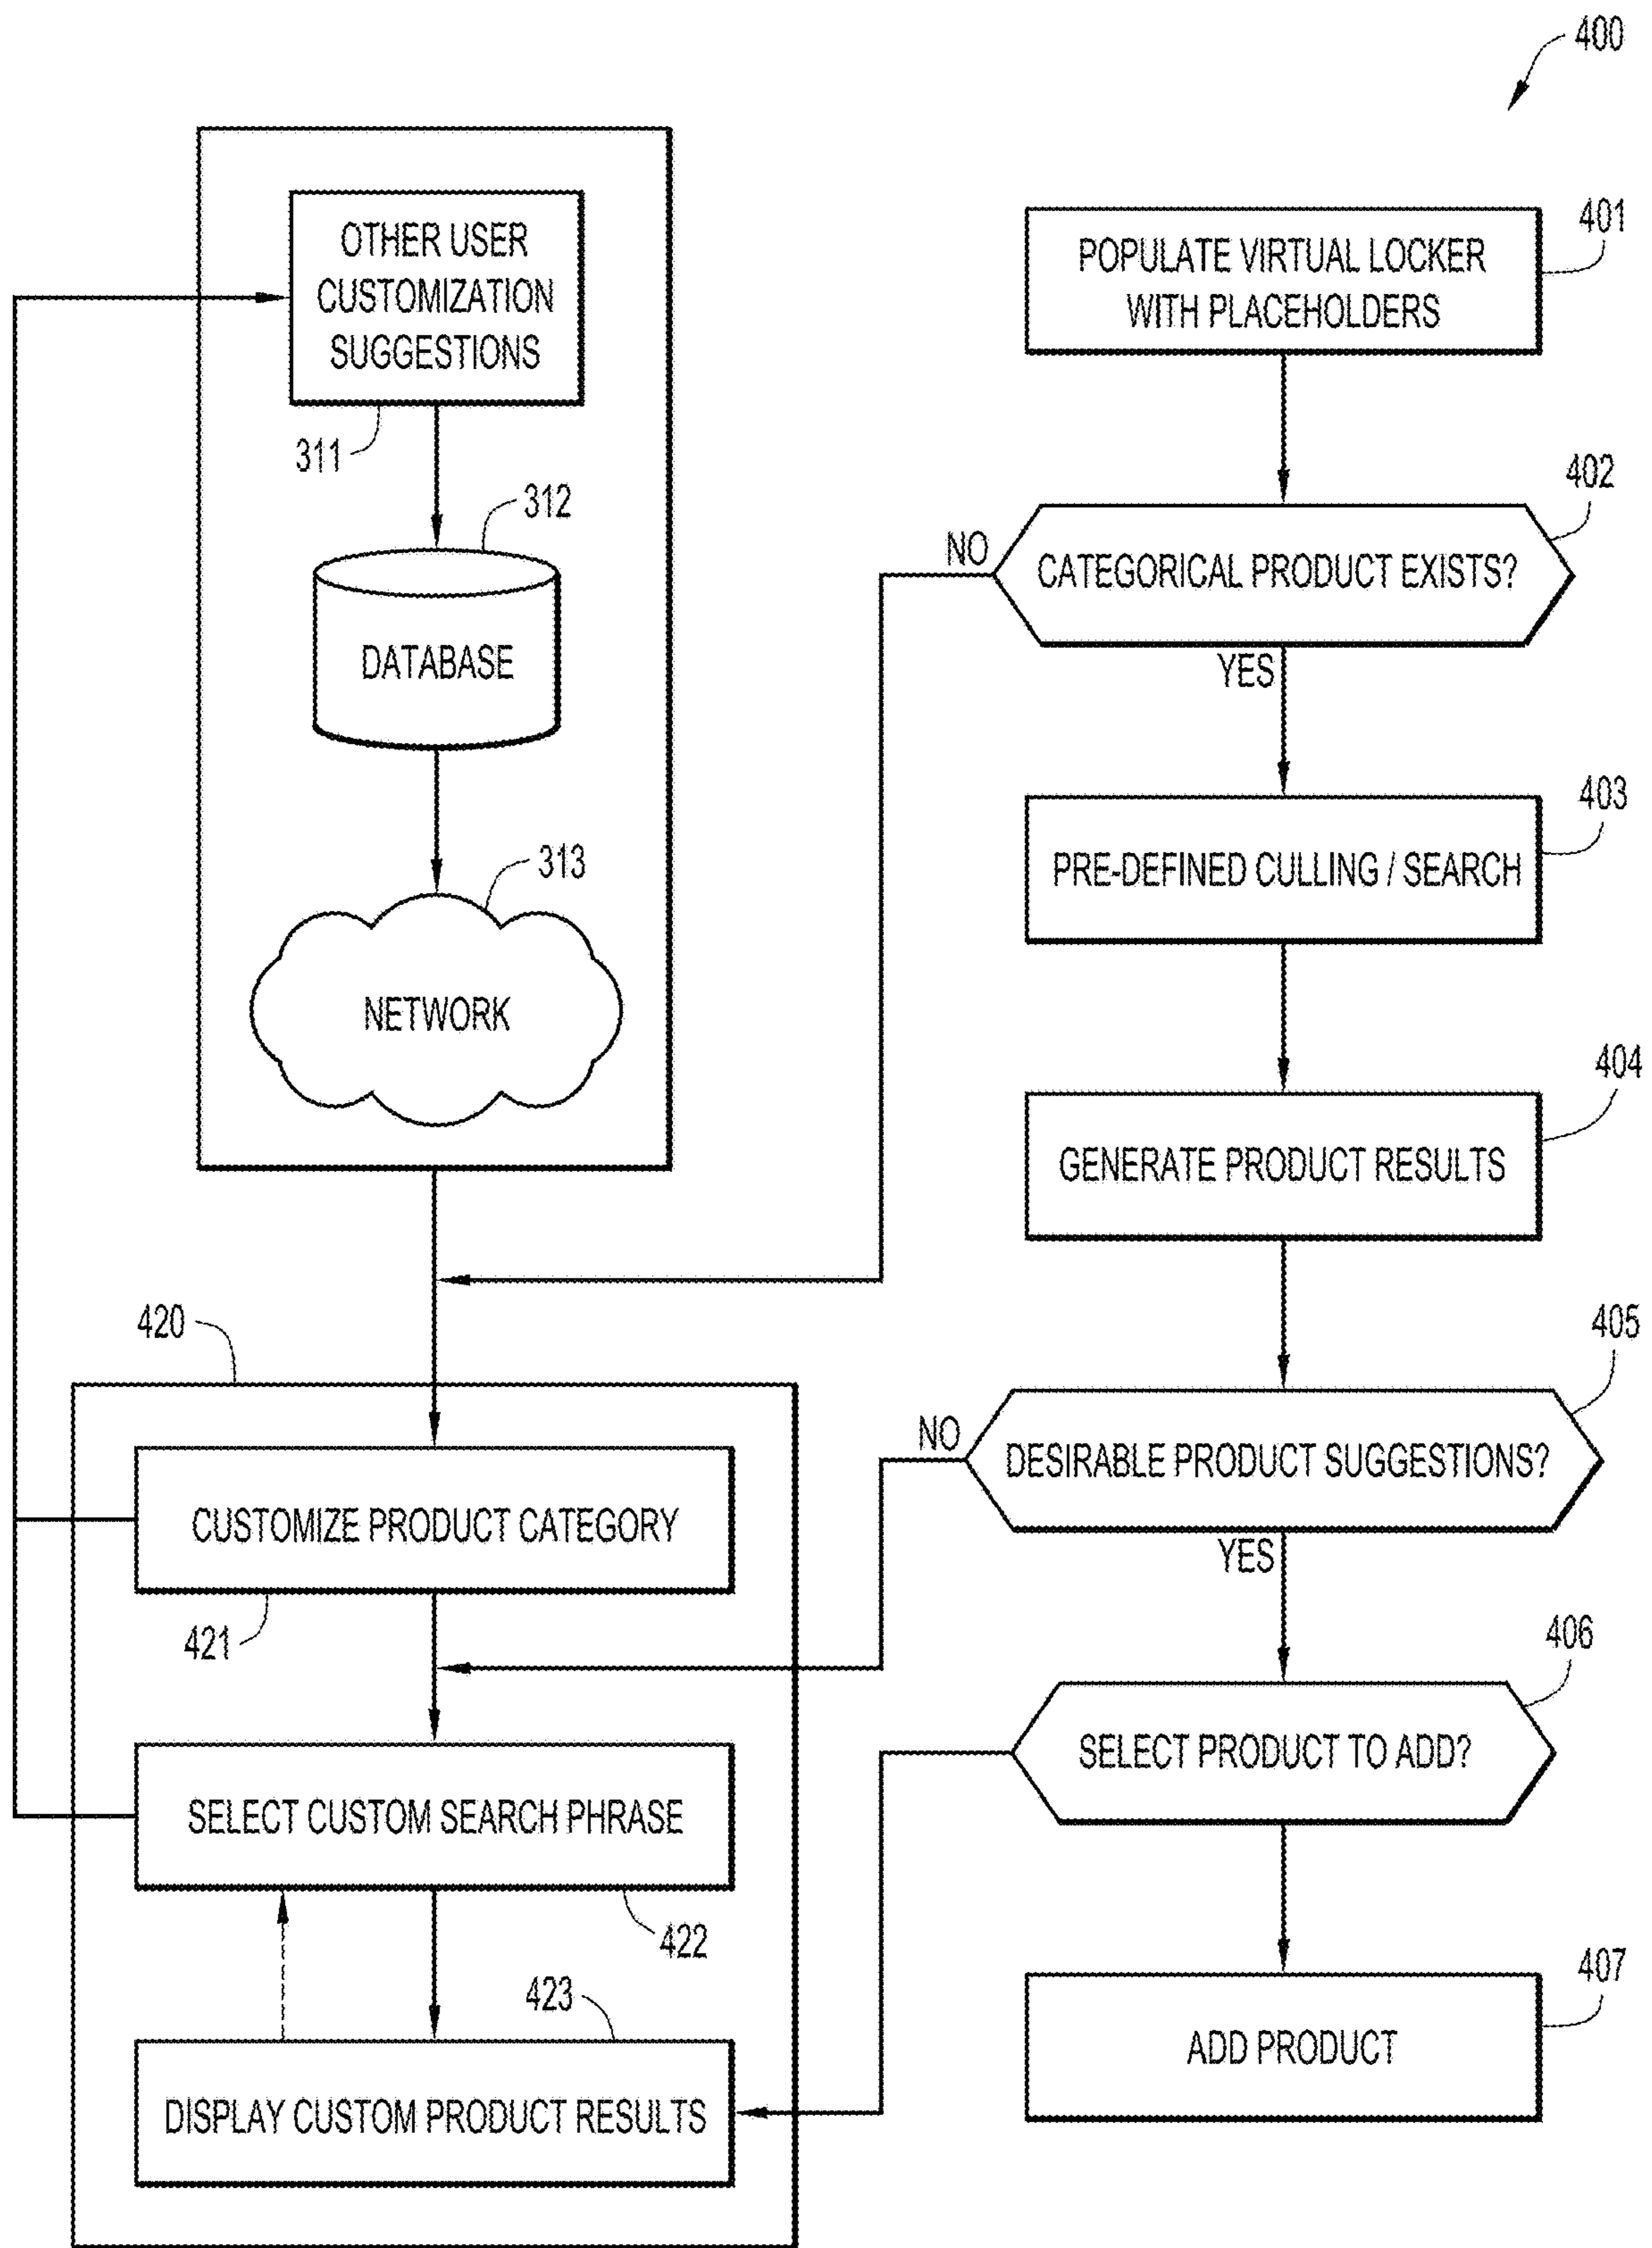 400
OTHER USER
CUSTOMIZATION
SUGGESTIONS
311
312
DATABASE
313
NETWORK
401
POPULATE VIRTUAL LOCKER
WITH PLACEHOLDERS
402
NO
CATEGORICAL PRODUCT EXISTS?
YES
403
PRE-DEFINED CULLING / SEARCH
404
GENERATE PRODUCT RESULTS
405
NO
DESIRABLE PRODUCT SUGGESTIONS?
YES
406
SELECT PRODUCT TO ADD?
407
ADD PRODUCT
420
CUSTOMIZE PRODUCT CATEGORY
421
SELECT CUSTOM SEARCH PHRASE
422
423
DISPLAY CUSTOM PRODUCT RESULTS